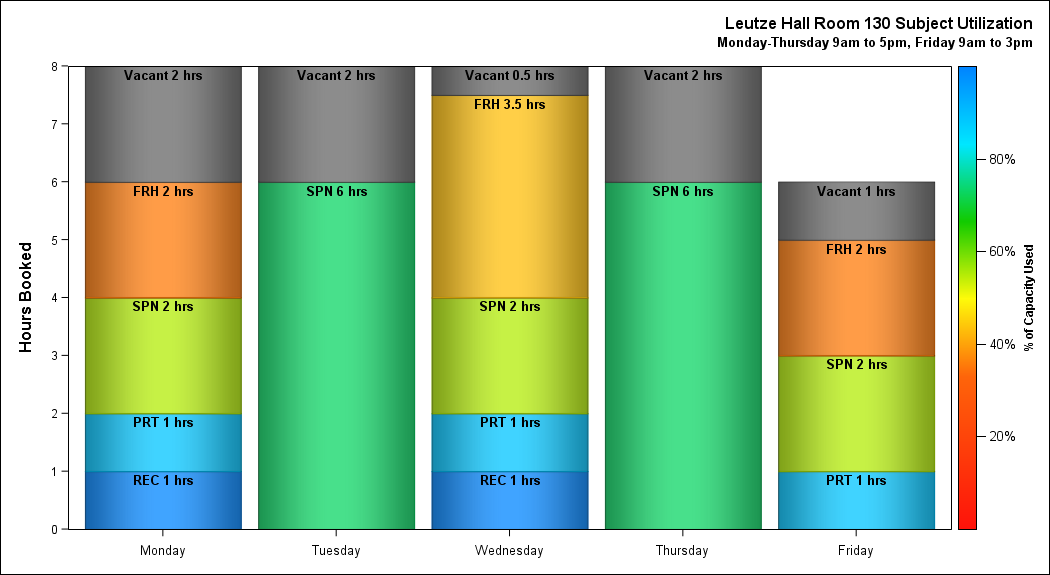 Leutze Hall Room 130 Subject Utilization
Monday-Thursday 9am to 5pm, Friday 9am to 3pm
Hours Booked
8
7
6
5
4
3
2
1
0
Vacant 2 hrs
FRH 2 hrs
SPN 2 hrs
PRT 1 hrs
REC 1 hrs
Monday
Vacant 2 hrs
SPN 6 hrs
Tuesday
Vacant 0.5 hrs
FRH 3.5 hrs
SPN 2 hrs
PRT 1 hrs
REC 1 hrs
Wednesday
Vacant 2 hrs
SPN 6 hrs
Thursday
Vacant 1 hrs
FRH 2 hrs
SPN 2 hrs
PRT 1 hrs
Friday
80%
60%
40%
20%
% of Capacity Used